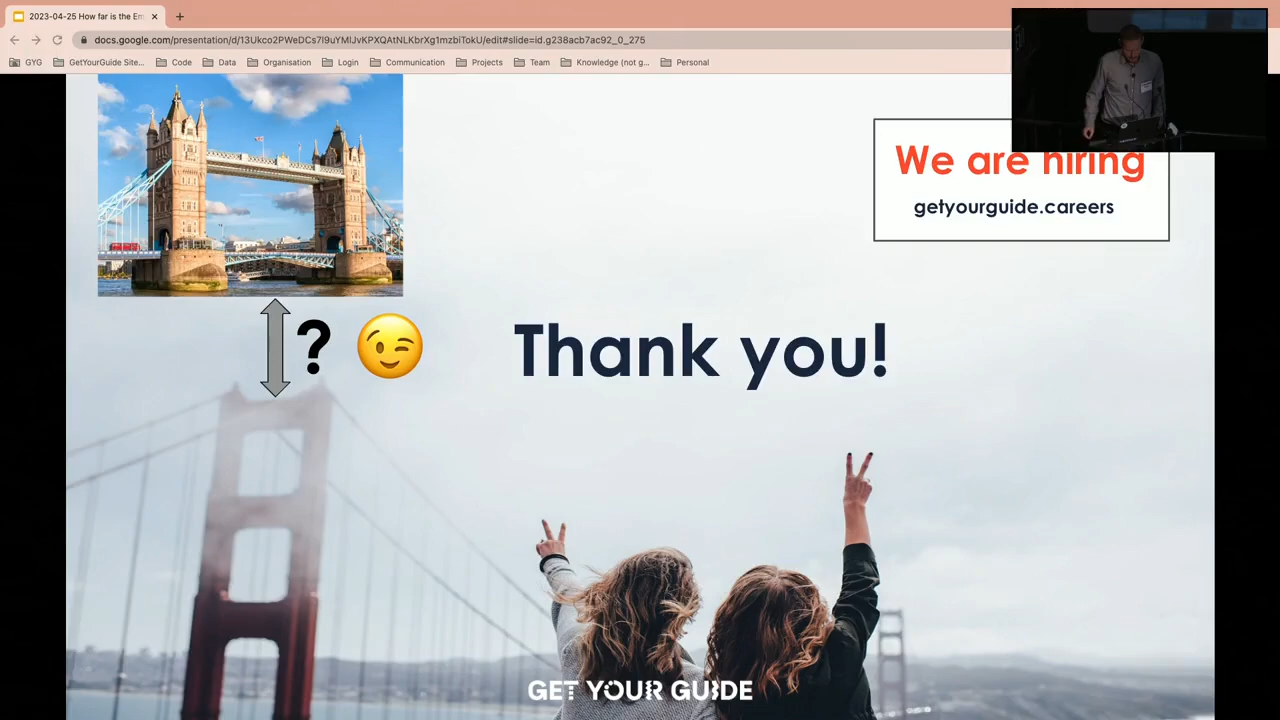 2023-04-25 How far is the Em
docs.google.com/presentation/d/13Ukco2PWeDCs7I9uYMlJvKPXQAtNLKbrXg1mzblTokU/edit#slide=id.g238acb7ac92_0_275
GYG
GetYourGuide Site...
Code
Data
Organisation
Login
Communication
Projects
Team
Knowledge (not g...
Personal
We are hiring
getyourguide.careers
?
Thank you!
GET YOUR GUIDE